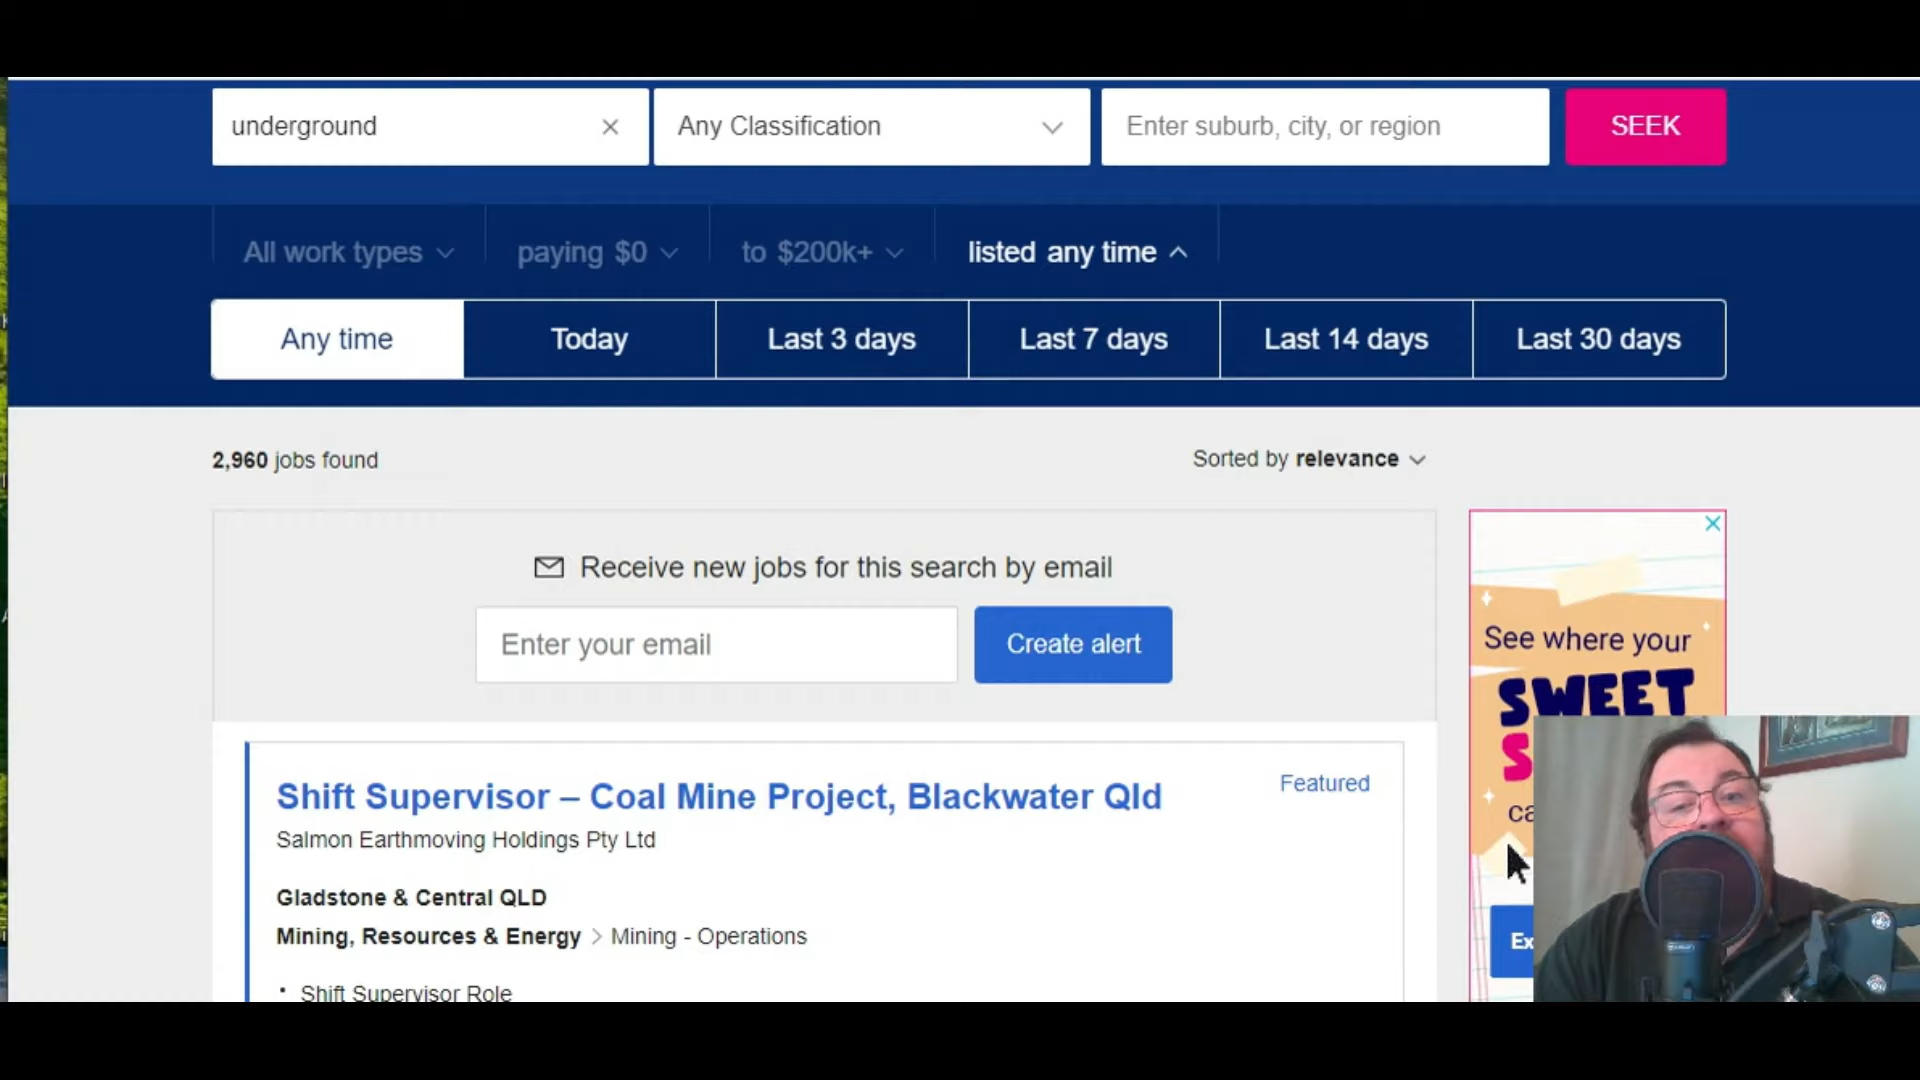 underground
Any Classification
Enter suburb, city, or region
SEEK
All work types
paying $0
to $200k+
listed any time
Any time
Today
Last 3 days
Last 7 days
Last 14 days
Last 30 days
2,960 jobs found
Sorted by relevance
Receive new jobs for this search by email
Enter your email
Create alert
See where your
SWEET
Shift Supervisor – Coal Mine Project, Blackwater Qld
Featured
Salmon Earthmoving Holdings Pty Ltd
Gladstone & Central QLD
Mining, Resources & Energy > Mining - Operations
• Shift Supervisor Role